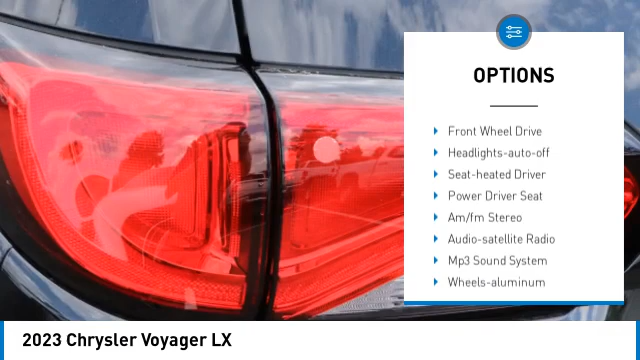 OPTIONS
Front Wheel Drive
Headlights-auto-off
Seat-heated Driver
Power Driver Seat
Am/fm Stereo
Audio-satellite Radio
Mp3 Sound System
Wheels-aluminum
2023 Chrysler Voyager LX